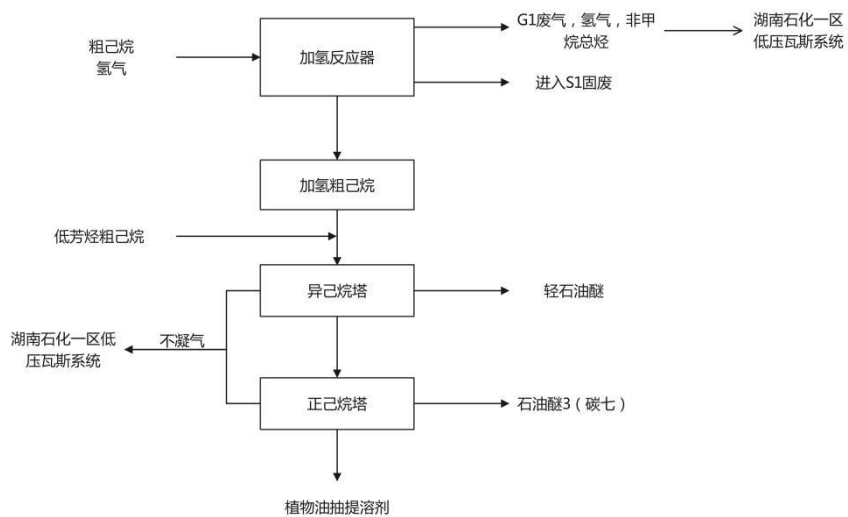 粗己烷
氢气
加氢反应器
G1废气，氢气，非甲
烷总烃
湖南石化一区
低压瓦斯系统
进入S1固废
加氢粗己烷
低芳烃粗己烷
异己烷塔
轻石油醚
湖南石化一区低
压瓦斯系统
不凝气
正己烷塔
石油醚3（碳七）
植物油抽提溶剂